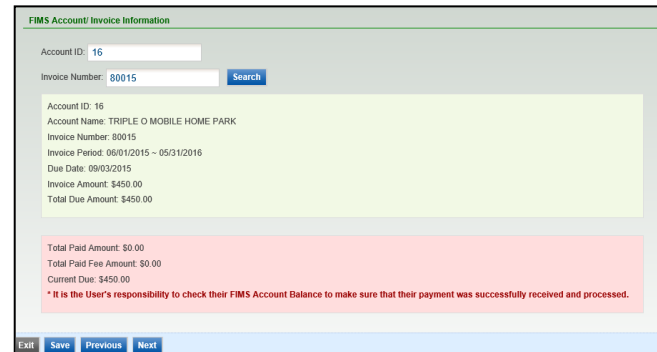 FIMS Account/ Invoice Information
Account ID: 16
Invoice Number: 80015 Search
Account ID: 16
Account Name: TRIPLE O MOBILE HOME PARK
Invoice Number: 80015
Invoice Period: 06/01/2015 ~ 05/31/2016
Due Date: 09/03/2015
Invoice Amount: $450.00
Total Due Amount: $450.00
Total Paid Amount: $0.00
Total Paid Fee Amount: $0.00
Current Due: $450.00
* It is the User's responsibility to check their FIMS Account Balance to make sure that their payment was successfully received and processed.
Exit Save Previous Next